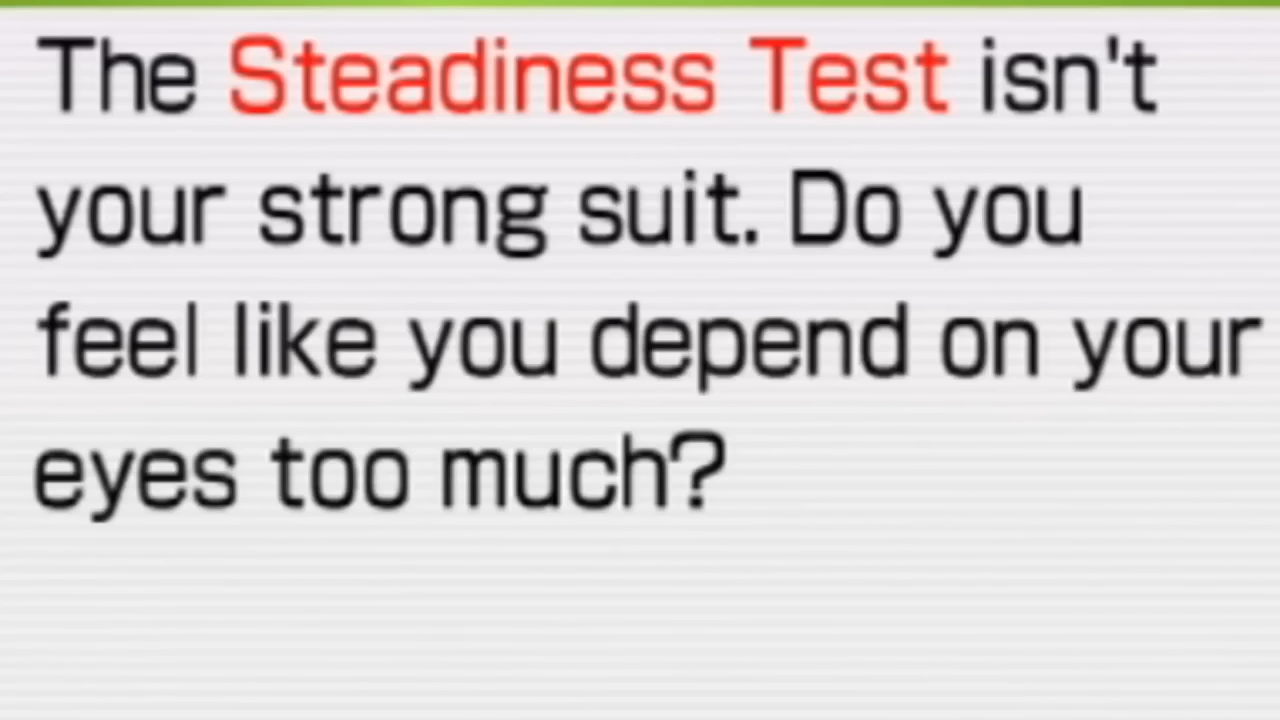 The Steadiness Test isn't
your strong suit. Do you
feel like you depend on your
eyes too much?